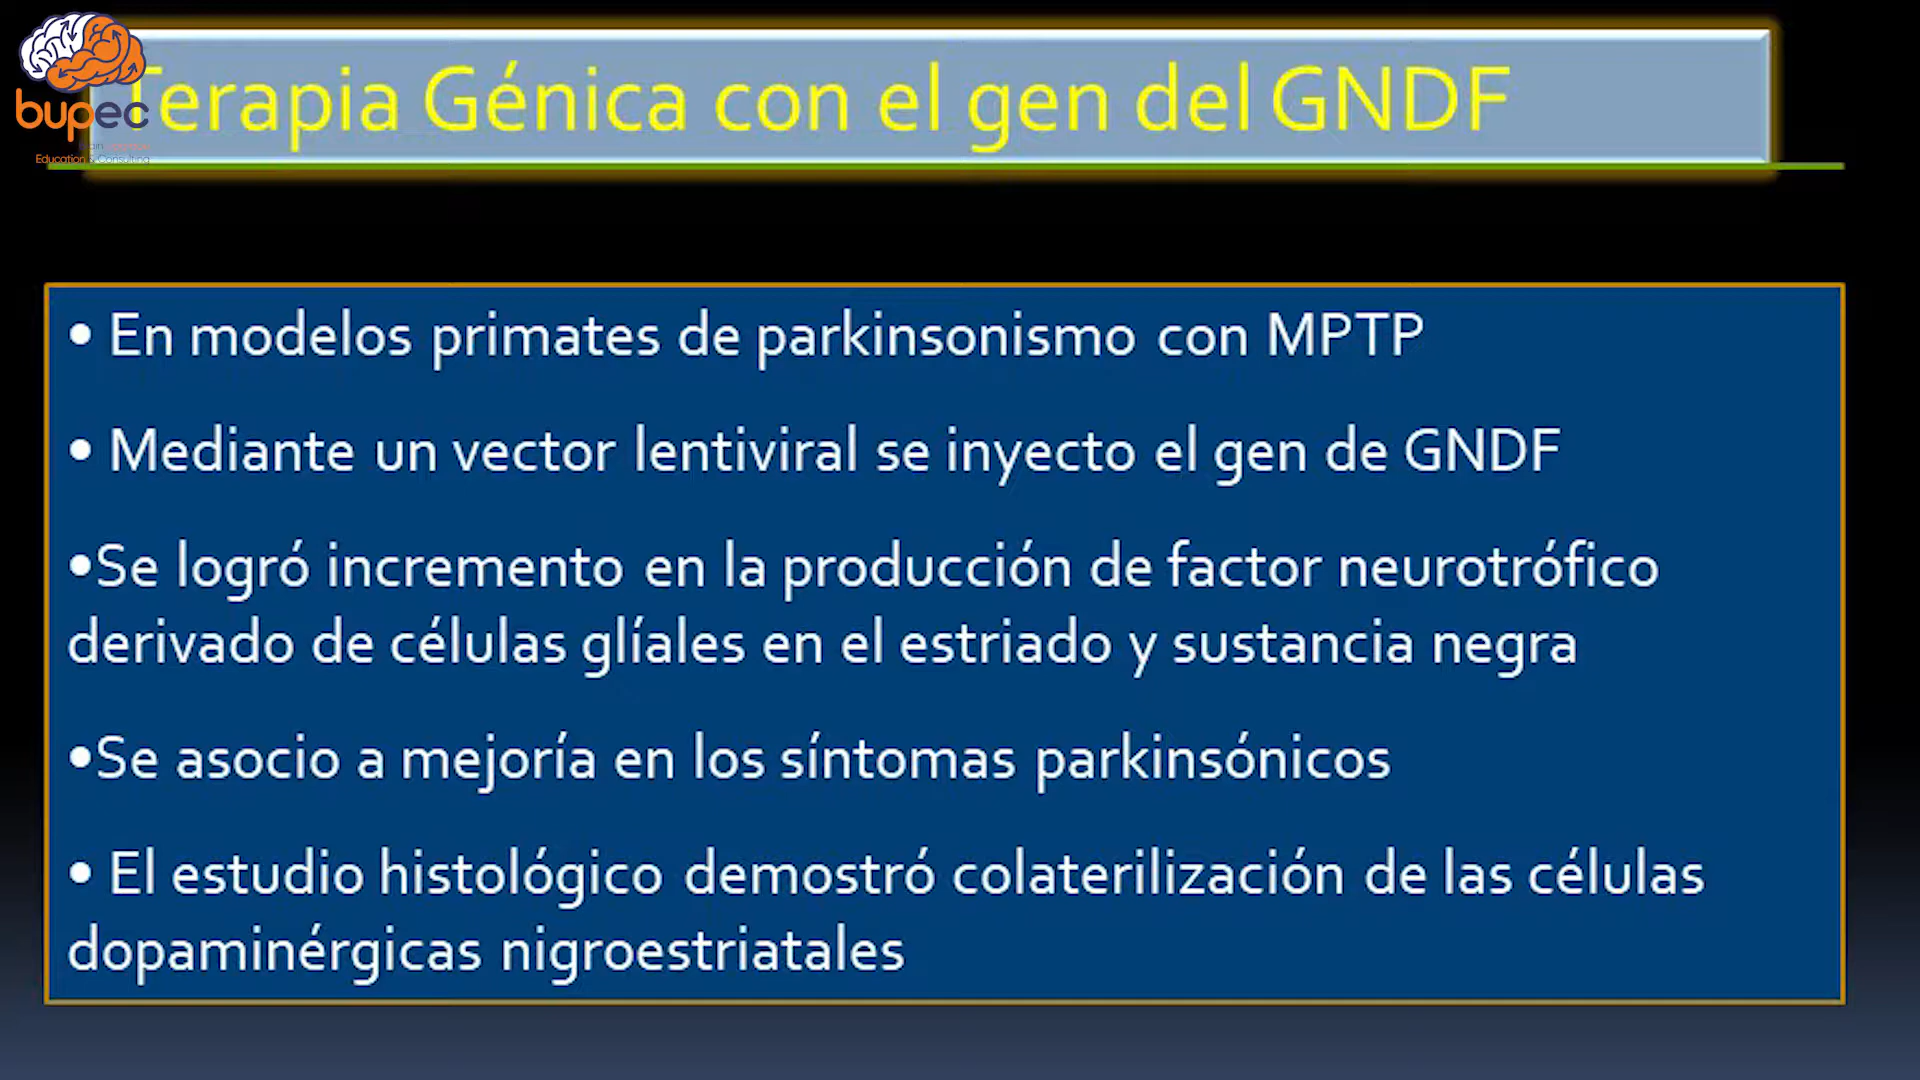 bupec
Education & Consulting
Terapia Génica con el gen del GNDF
• En modelos primates de parkinsonismo con MPTP
• Mediante un vector lentiviral se inyecto el gen de GNDF
•Se logró incremento en la producción de factor neurotrófico
derivado de células glíales en el estriado y sustancia negra
•Se asocio a mejoría en los síntomas parkinsónicos
• El estudio histológico demostró colaterilización de las células
dopaminérgicas nigroestriatales